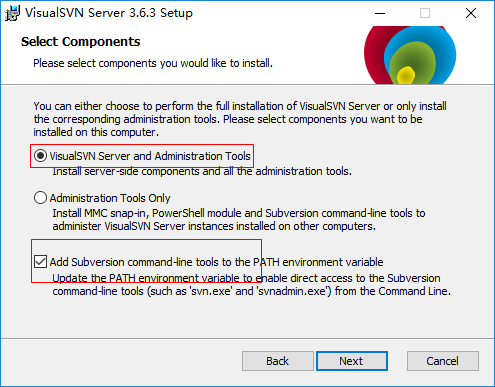 VisualSVN Server 3.6.3 Setup
Select Components
Please select components you would like to install.
You can either choose to perform the full installation of VisualSVN Server or only install
the corresponding administration tools. Please select components you want to be
installed on this computer.
VisualSVN Server and Administration Tools
Install server-side components and all the administration tools.
Administration Tools Only
Install MMC snap-in, PowerShell module and Subversion command-line tools to
administer VisualSVN Server instances installed on other computers.
Add Subversion command-line tools to the PATH environment variable
Update the PATH environment variable to enable direct access to the Subversion
command-line tools (such as 'svn.exe' and 'svnadmin.exe') from the Command Line.
Back Next Cancel